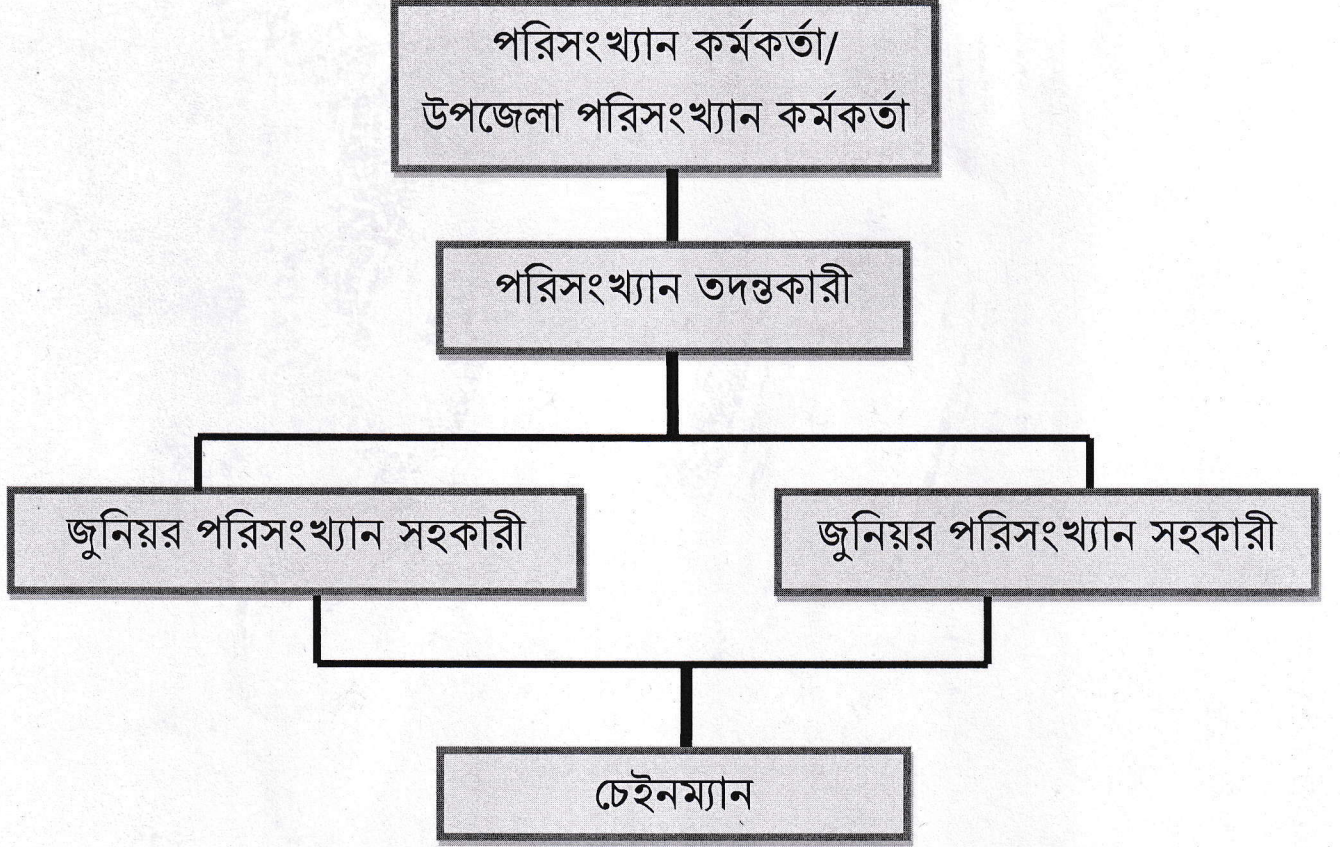 পরিসংখ্যান কর্মকর্তা/
উপজেলা পরিসংখ্যান কর্মকর্তা
পরিসংখ্যান তদন্তকারী
জুনিয়র পরিসংখ্যান সহকারী
জুনিয়র পরিসংখ্যান সহকারী
চেইনম্যান